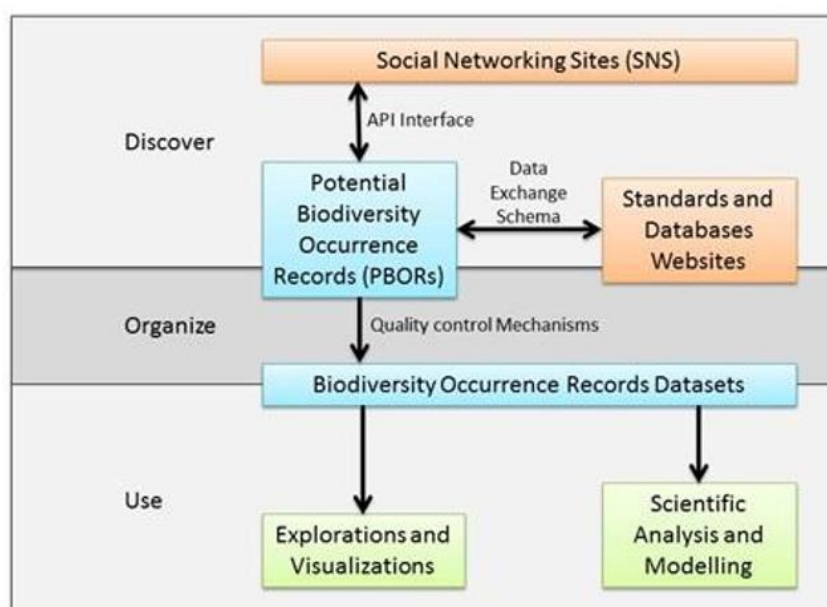 Social Networking Sites (SNS)
API Interface
Discover
Potential
Biodiversity
Occurrence
Records (PBORs)
Data
Exchange
Schema
Standards and
Databases
Websites
Organize
Quality control Mechanisms
Biodiversity Occurrence Records Datasets
Use
Explorations and
Visualizations
Scientific
Analysis and
Modelling